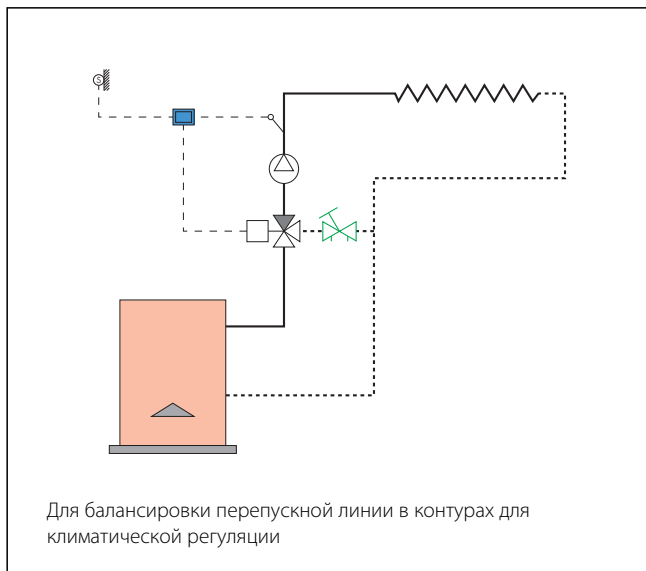 S
Для балансировки перепускной линии в контурах для
климатической регуляции